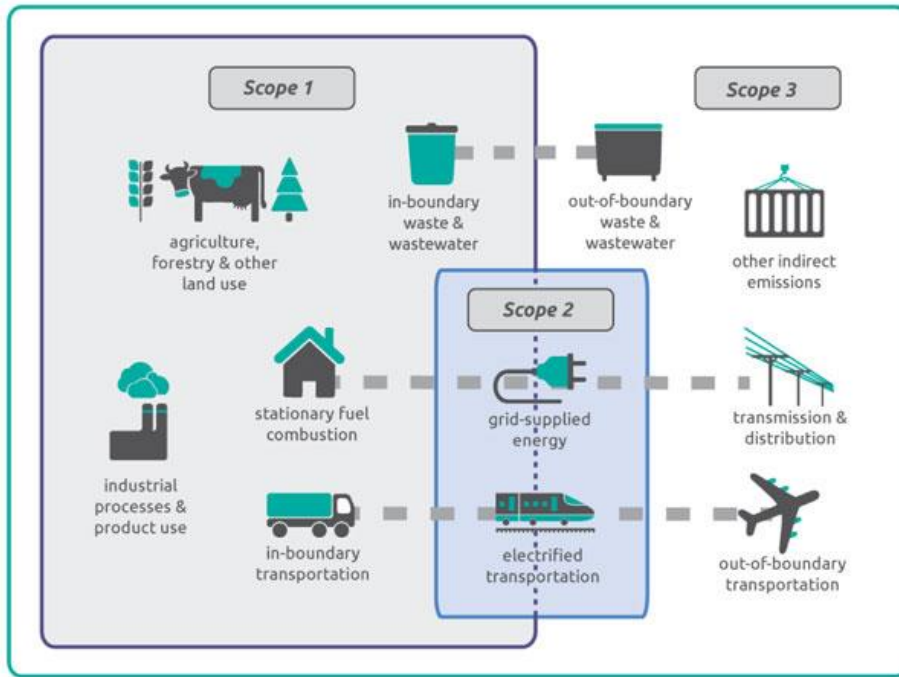 Scope 1
Scope 3
in-boundary
waste &
wastewater
out-of-boundary
waste &
wastewater
agriculture,
forestry & other
land use
other indirect
emissions
Scope 2
stationary fuel
combustion
grid-supplied
energy
transmission &
distribution
industrial
processes &
product use
in-boundary
transportation
electrified
transportation
out-of-boundary
transportation